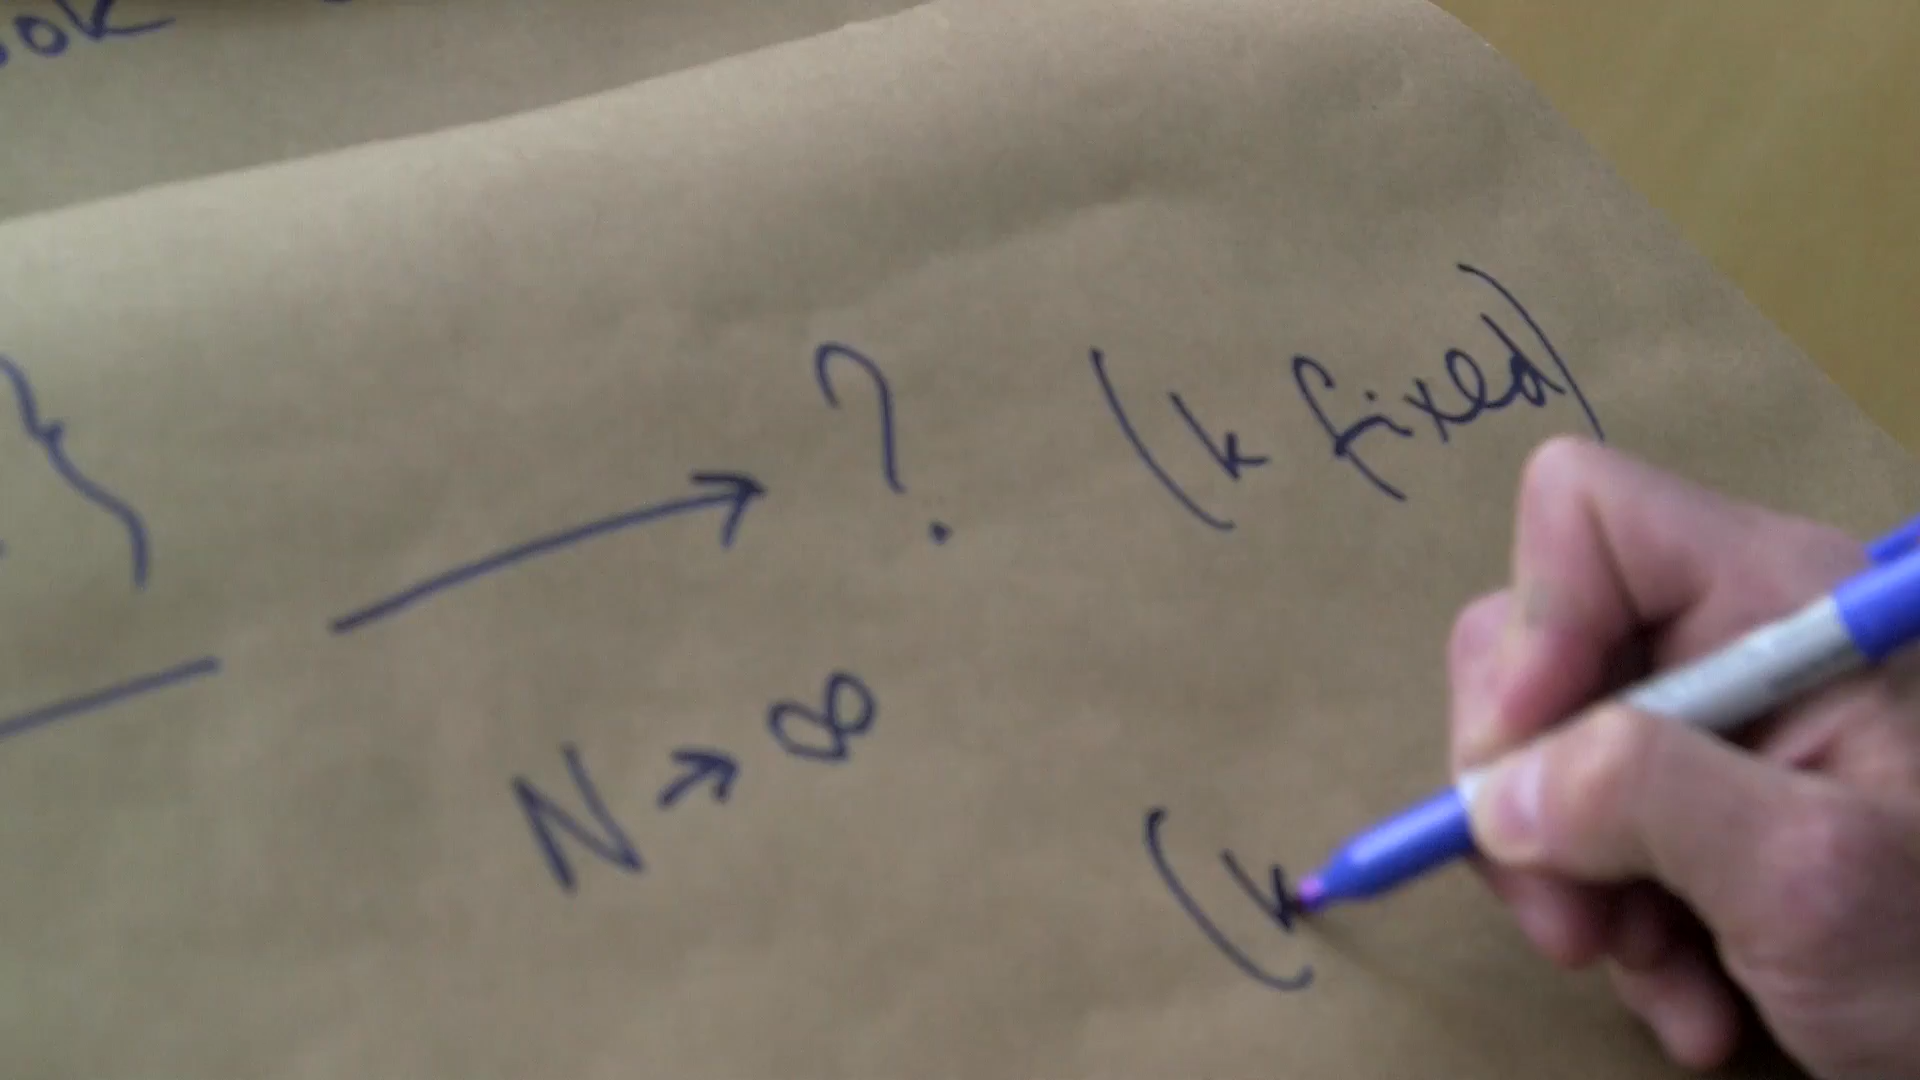 } → ? (k fixed)
N → ∞
(k